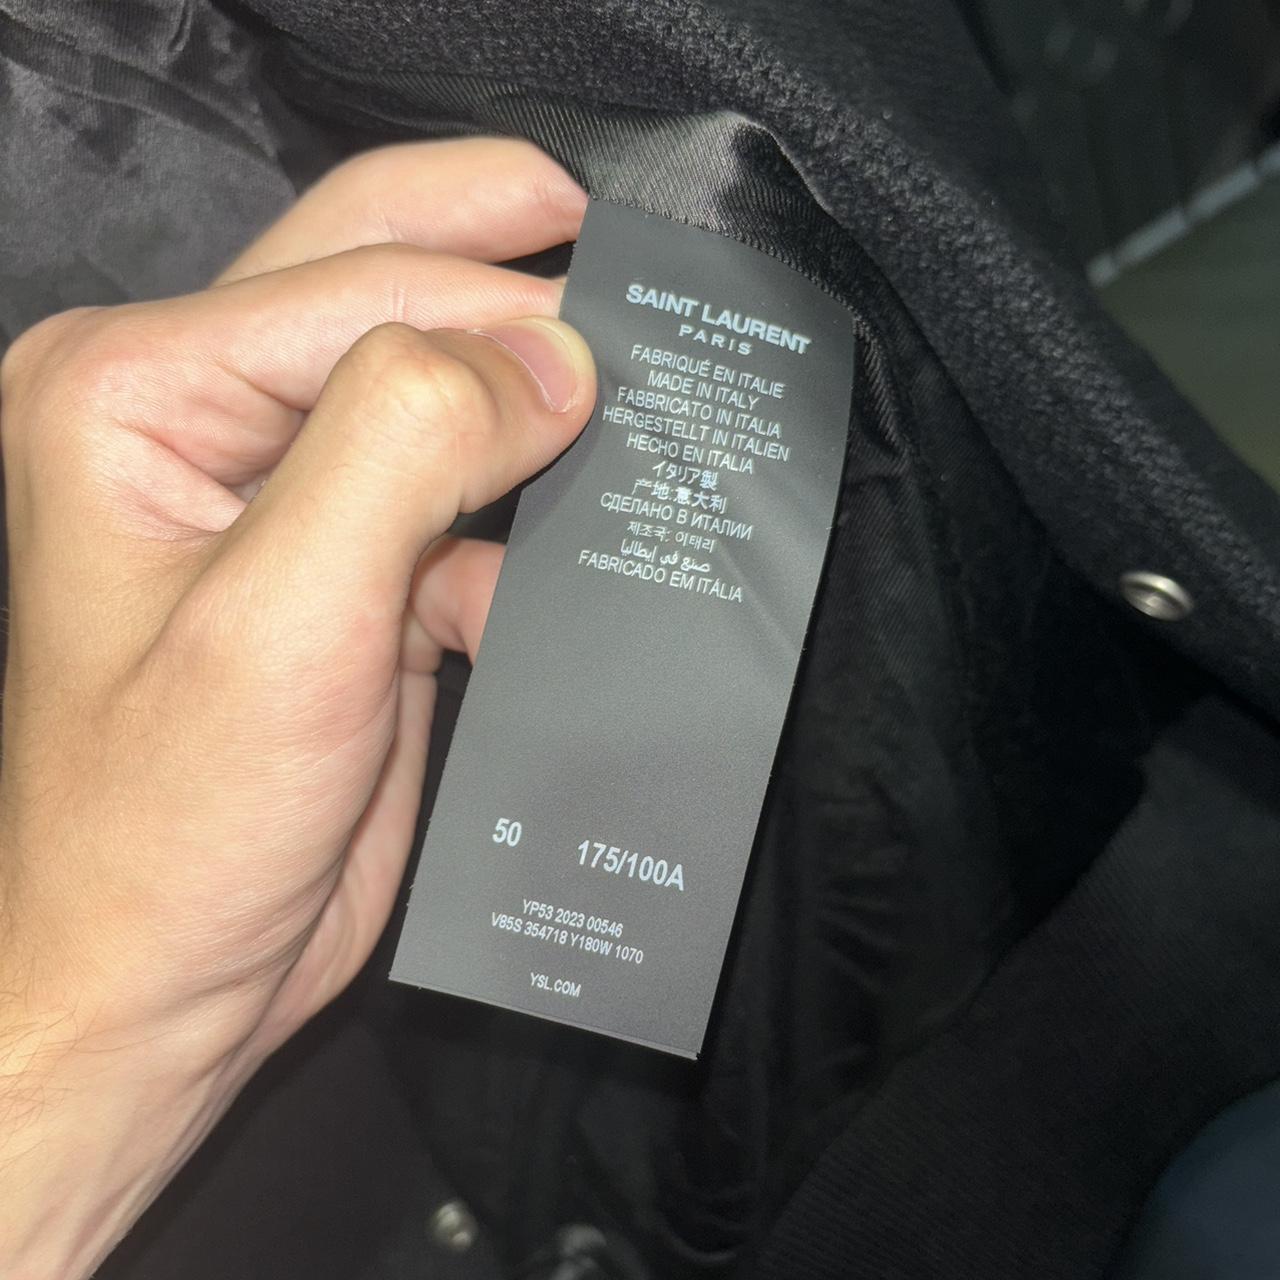 SAINT LAURENT
PARIS
FABRIQUÉ EN ITALIE
MADE IN ITALY
FABBRICATO IN ITALIA
HERGESTELLT IN ITALIEN
HECHO EN ITALIA
イタリア製
产地:意大利
СДЕЛАНО В ИТАЛИИ
제조국: 이태리
صنع في إيطاليا
FABRICADO EM ITÁLIA
50 175/100A
YP53 2023 00546
V85S 354718 Y180W 1070
YSL.COM